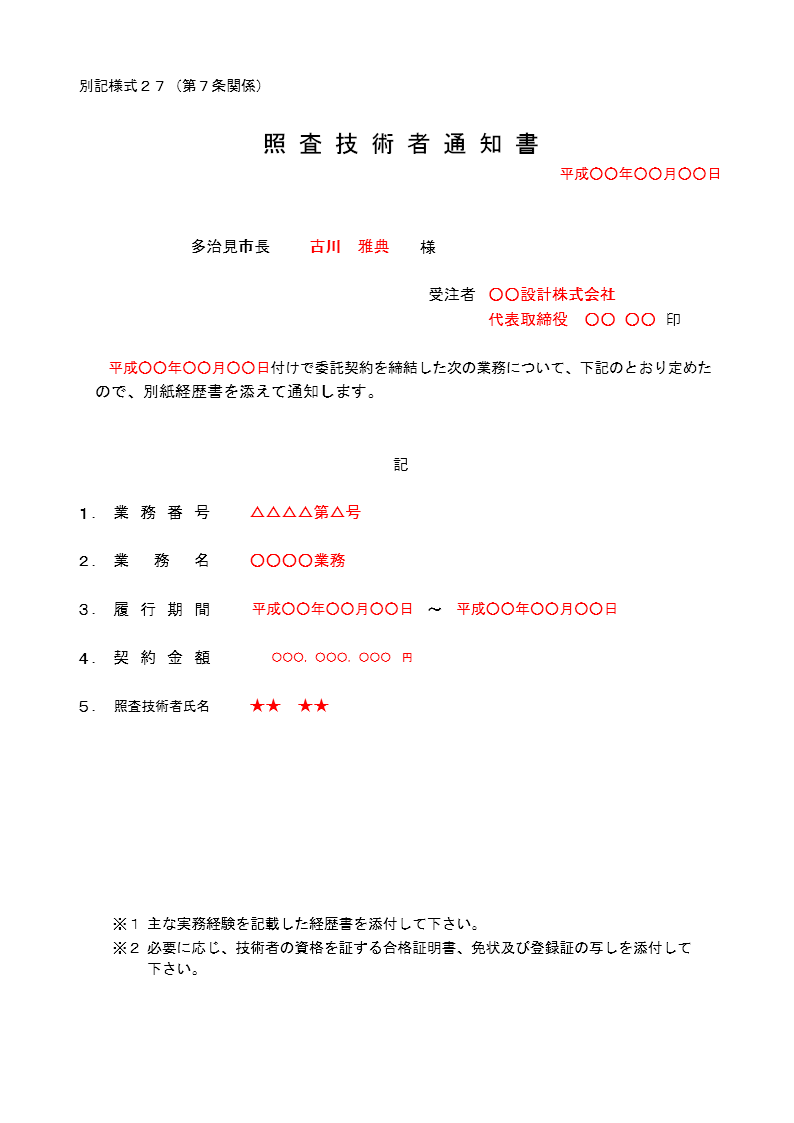 別記様式２７（第７条関係）
照査技術者通知書
平成〇〇年〇〇月〇〇日
多治見市長　古川　雅典　様
受注者　〇〇設計株式会社
代表取締役　〇〇 〇〇 印
平成〇〇年〇〇月〇〇日付けで委託契約を締結した次の業務について、下記のとおり定めた
ので、別紙経歴書を添えて通知します。
記
１．業務番号　△△△△第△号
２．業務名　〇〇〇〇業務
３．履行期間　平成〇〇年〇〇月〇〇日　～　平成〇〇年〇〇月〇〇日
４．契約金額　〇〇〇，〇〇〇，〇〇〇　円
５．照査技術者氏名　★★　★★
※１ 主な実務経験を記載した経歴書を添付して下さい。
※２ 必要に応じ、技術者の資格を証する合格証明書、免状及び登録証の写しを添付して
下さい。